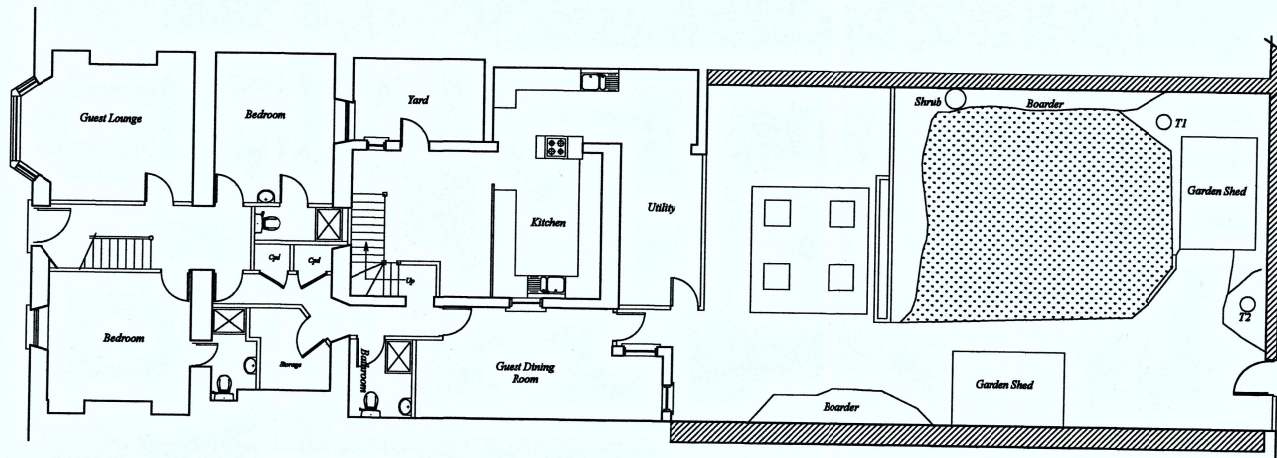 Guest Lounge
Bedroom
Yard
Shrub
Boarder
T1
Garden Shed
Kitchen
Utility
Cpd
Cpd
Up
T2
Bedroom
Storage
Bathroom
Guest Dining
Room
Garden Shed
Boarder